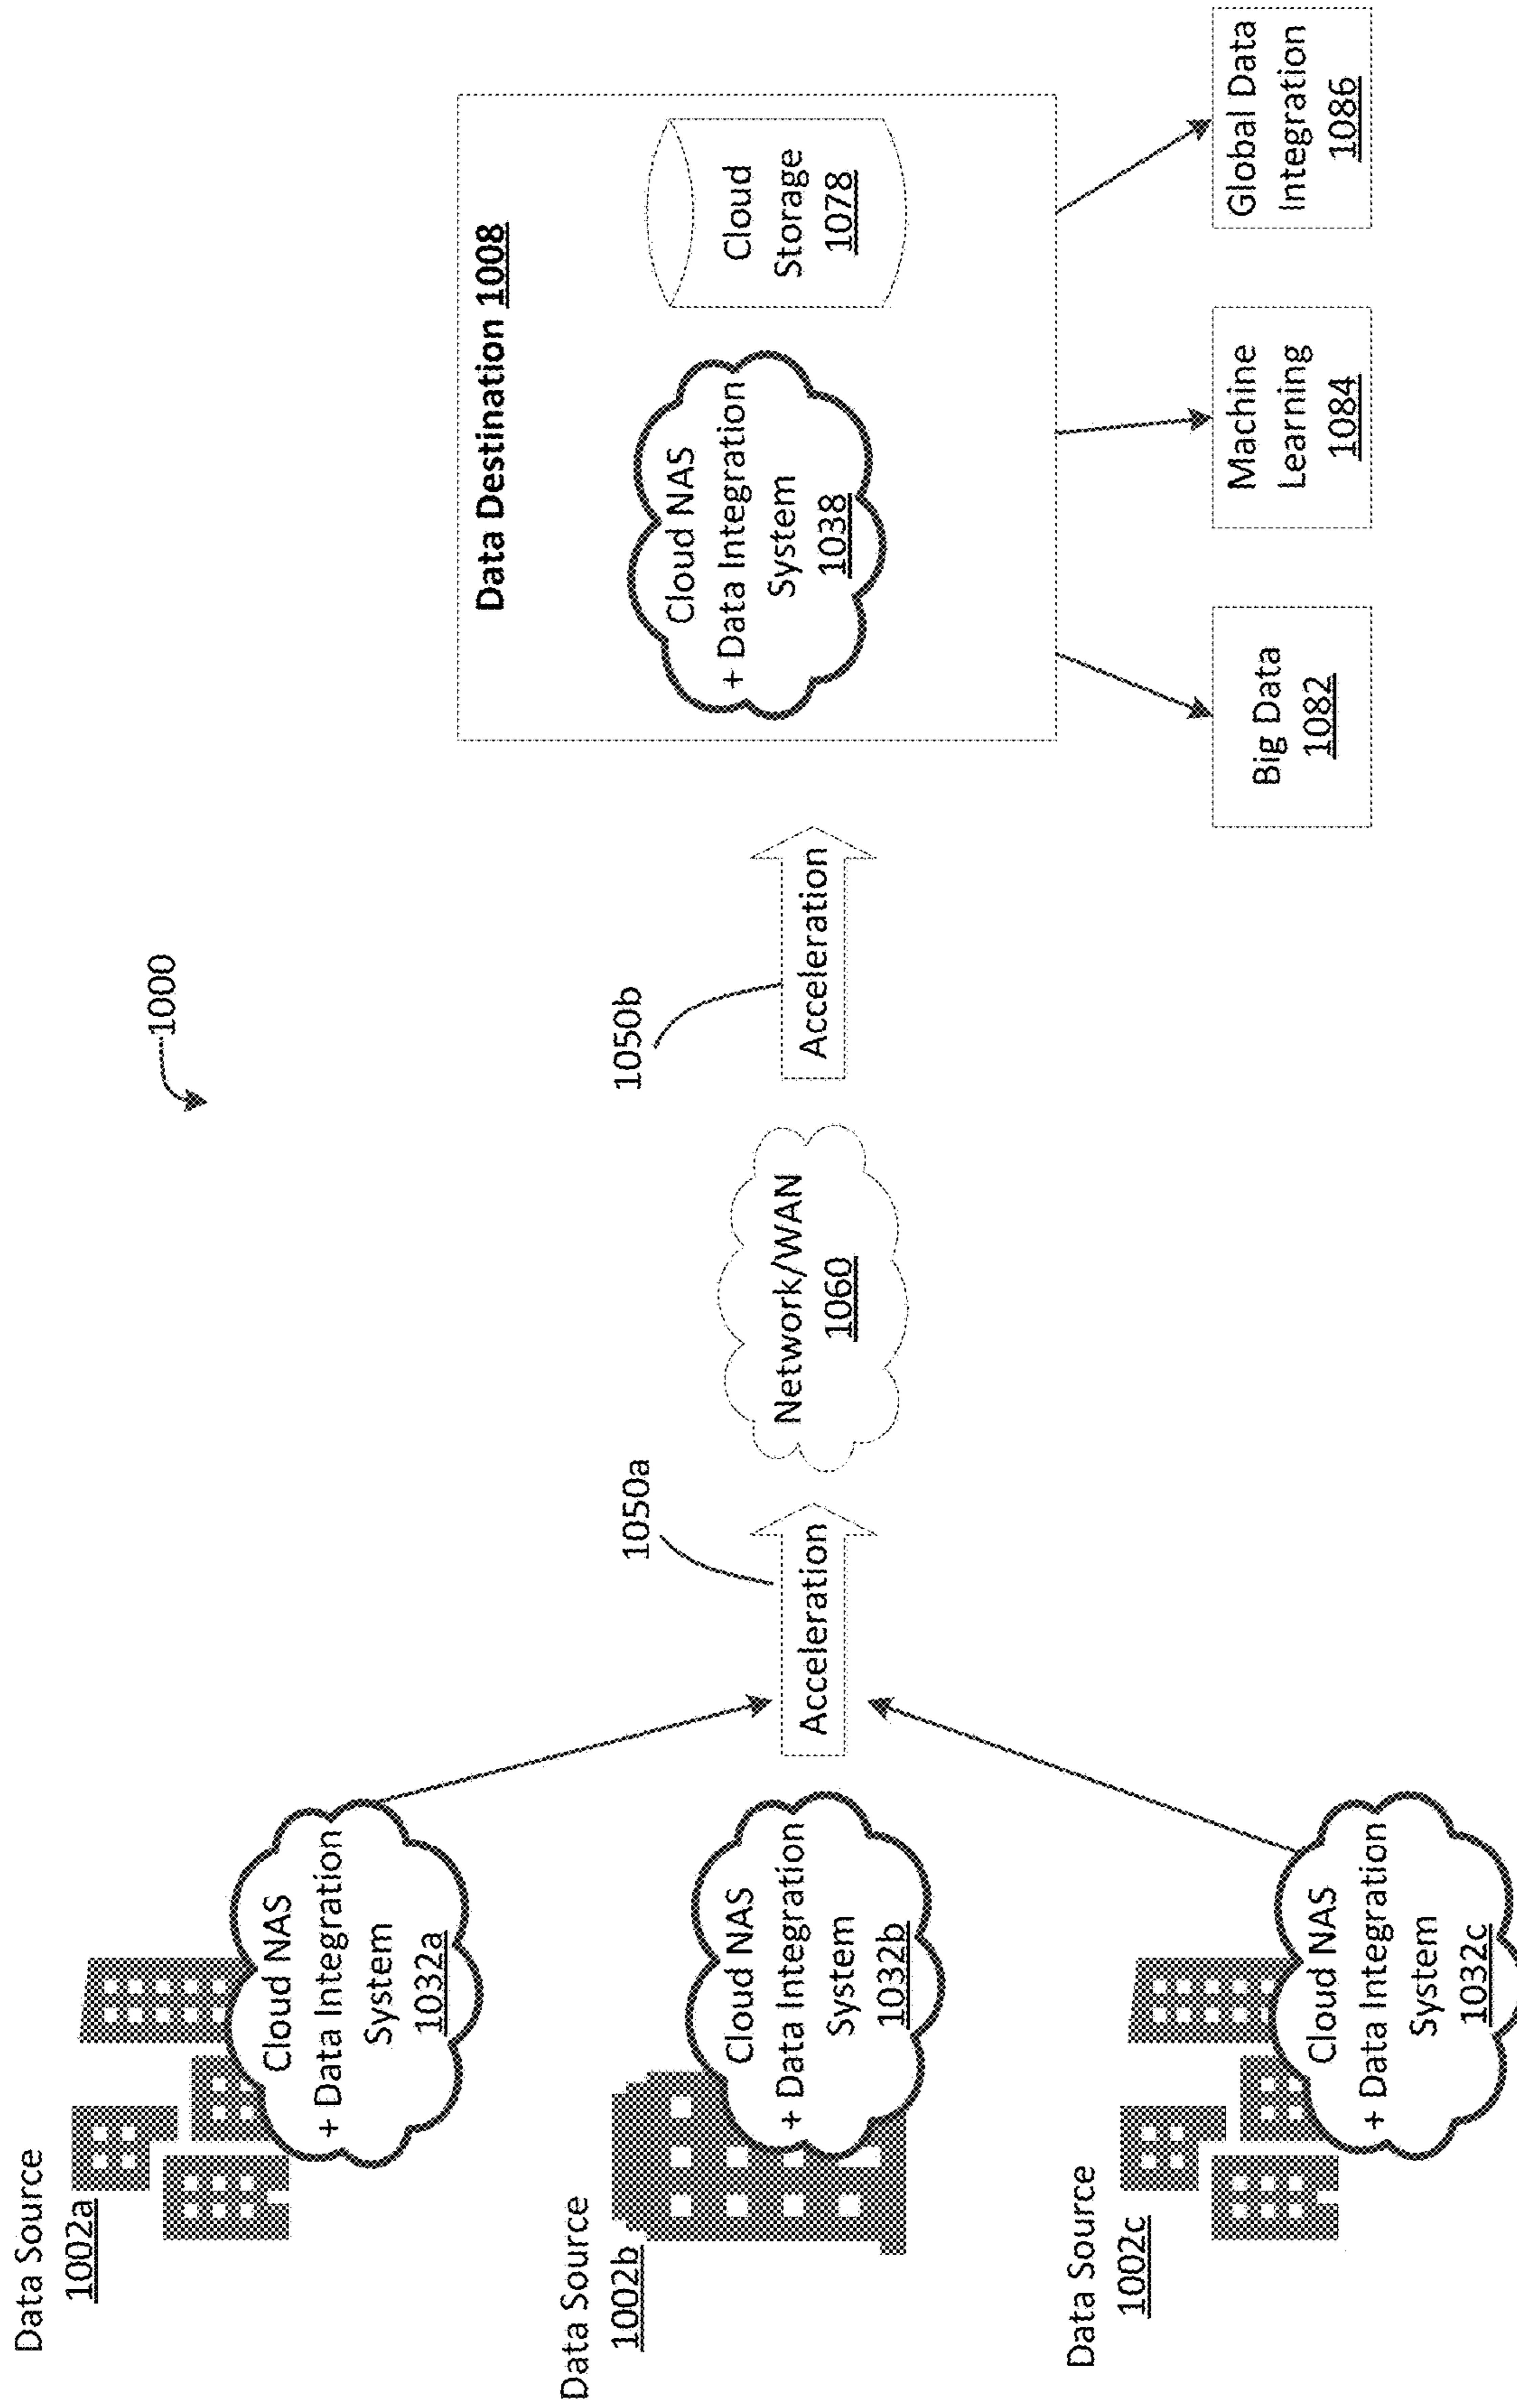 1000
Data Source
1002a
Cloud NAS
+ Data Integration
System
1032a
Data Source
1002b
Cloud NAS
+ Data Integration
System
1032b
Data Source
1002c
Cloud NAS
+ Data Integration
System
1032c
1050a
Acceleration
Network/WAN
1060
1050b
Acceleration
Data Destination 1008
Cloud NAS
+ Data Integration
System
1038
Cloud
Storage
1078
Big Data
1082
Machine
Learning
1084
Global Data
Integration
1086